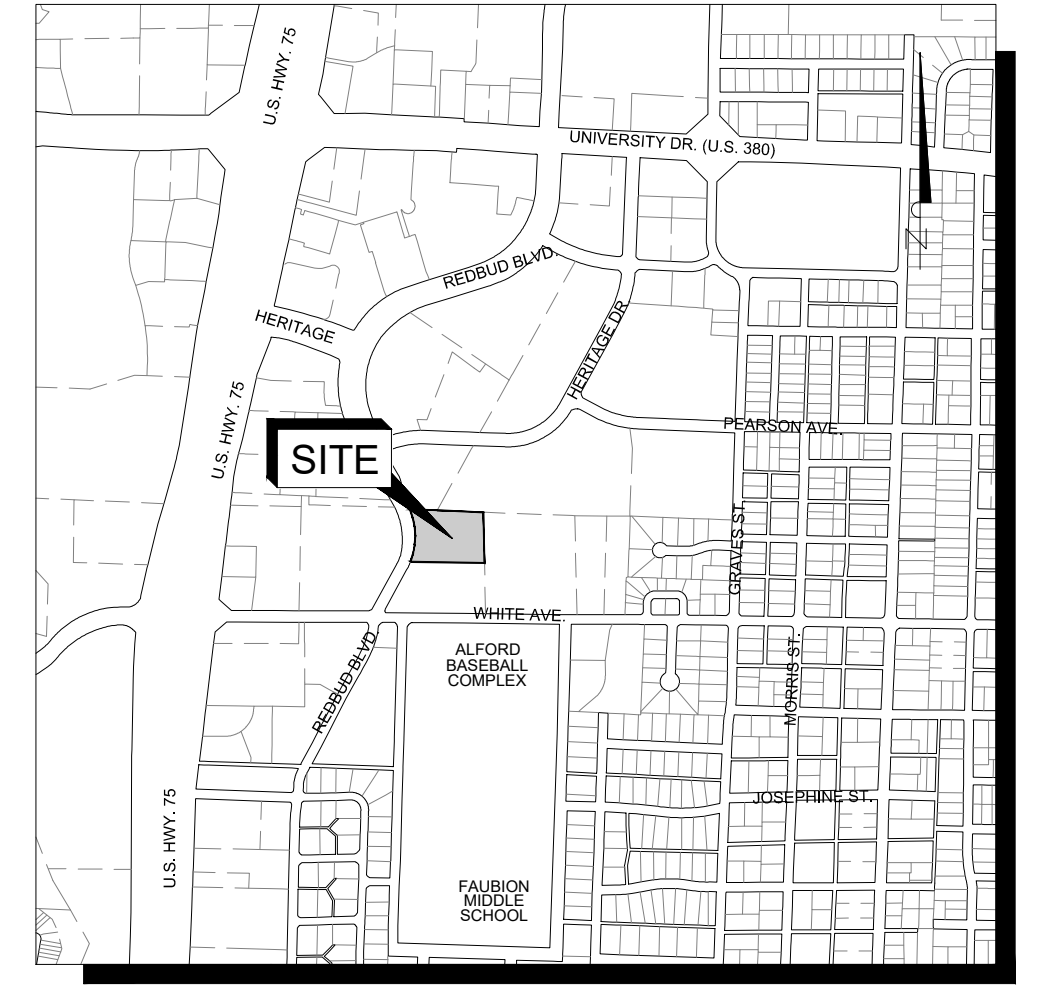 U.S. HWY. 75
UNIVERSITY DR. (U.S. 380)
N
REDBUD BLVD.
HERITAGE
HERITAGE DR
U.S. HWY. 75
PEARSON AVE.
SITE
GRAVES ST.
WHITE AVE.
REDBUD BLVD.
ALFORD
BASEBALL
COMPLEX
MORRIS ST.
U.S. HWY. 75
JOSEPHINE ST.
FAUBION
MIDDLE
SCHOOL